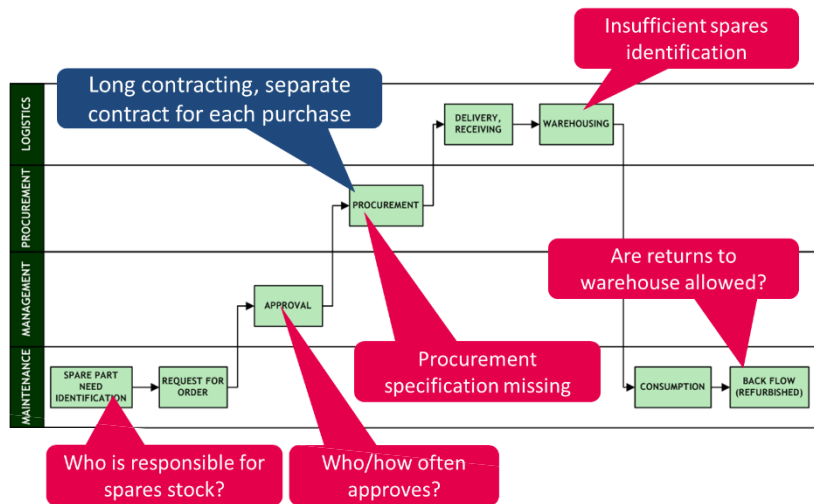 Insufficient spares
identification
Long contracting, separate
contract for each purchase
LOGISTICS
DELIVERY,
RECEIVING
WAREHOUSING
PROCUREMENT
PROCUREMENT
MANAGEMENT
APPROVAL
Are returns to
warehouse allowed?
Procurement
specification missing
MAINTENANCE
SPARE PART
NEED
IDENTIFICATION
REQUEST FOR
ORDER
CONSUMPTION
BACK FLOW
(REFURBISHED)
Who is responsible for
spares stock?
Who/how often
approves?